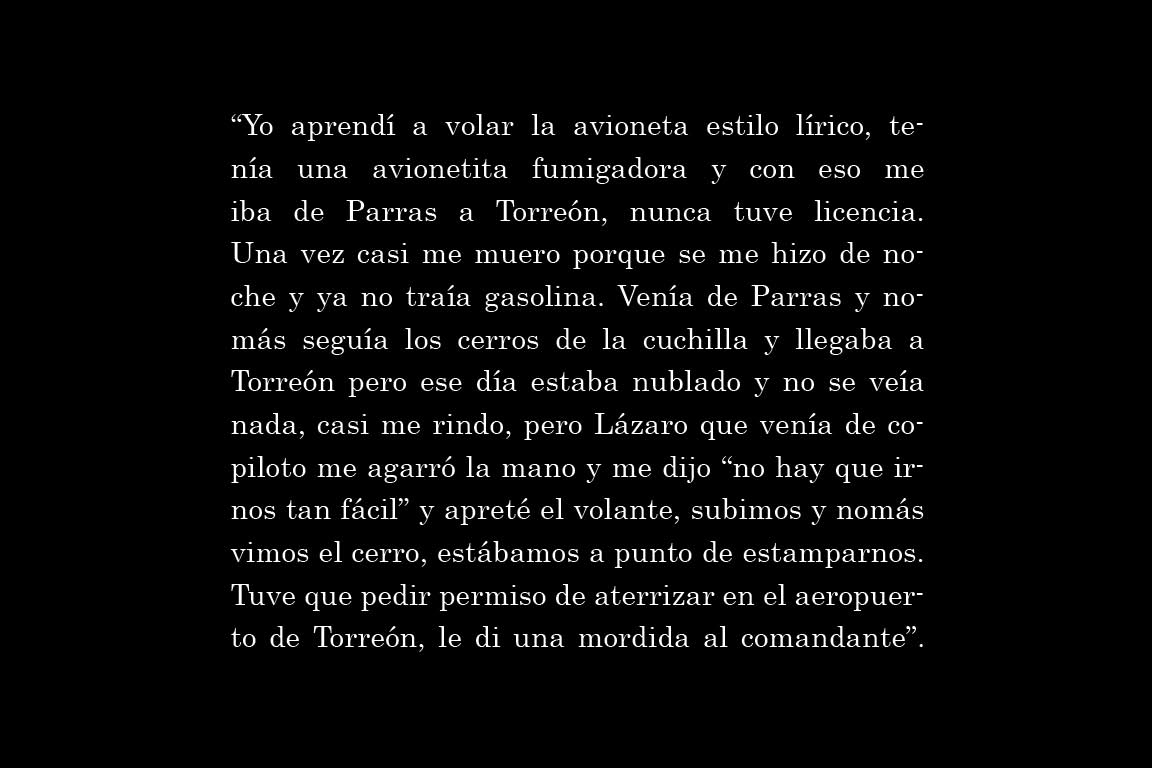 “Yo aprendí a volar la avioneta estilo lírico, te-
nía una avionetita fumigadora y con eso me
iba de Parras a Torreón, nunca tuve licencia.
Una vez casi me muero porque se me hizo de no-
che y ya no traía gasolina. Venía de Parras y no-
más seguía los cerros de la cuchilla y llegaba a
Torreón pero ese día estaba nublado y no se veía
nada, casi me rindo, pero Lázaro que venía de co-
piloto me agarró la mano y me dijo “no hay que ir-
nos tan fácil” y apreté el volante, subimos y nomás
vimos el cerro, estábamos a punto de estamparnos.
Tuve que pedir permiso de aterrizar en el aeropuer-
to de Torreón, le di una mordida al comandante”.